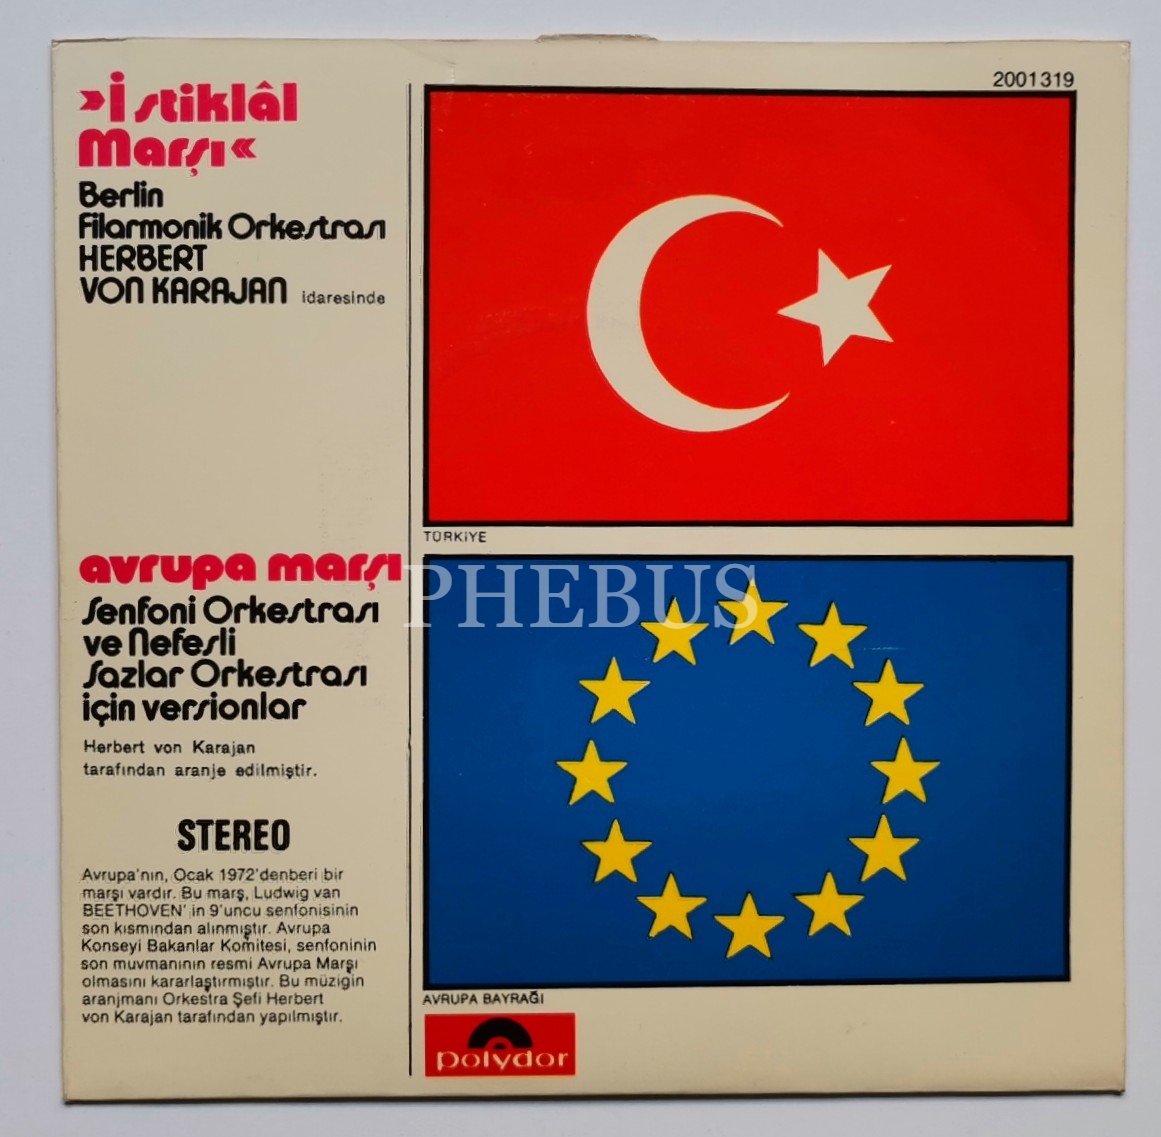 2001319
»İstiklâl
Marşı«
Berlin
Filarmonik Orkestrası
HERBERT
VON KARAJAN idaresinde
TÜRKİYE
avrupa marşı
Senfoni Orkestrası
ve Nefesli
Sazlar Orkestrası
için versionlar
Herbert von Karajan
tarafından aranje edilmiştir.
STEREO
Avrupa'nın, Ocak 1972'denberi bir
marşı vardır. Bu marş, Ludwig van
BEETHOVEN' in 9'uncu senfonisinin
son kısmından alınmıştır. Avrupa
Konseyi Bakanlar Komitesi, senfoninin
son muvmanının resmi Avrupa Marşı
olmasını kararlaştırmıştır. Bu müziğin
aranjmanı Orkestra Şefi Herbert
von Karajan tarafından yapılmıştır.
AVRUPA BAYRAĞI
polydor
PHEBUS